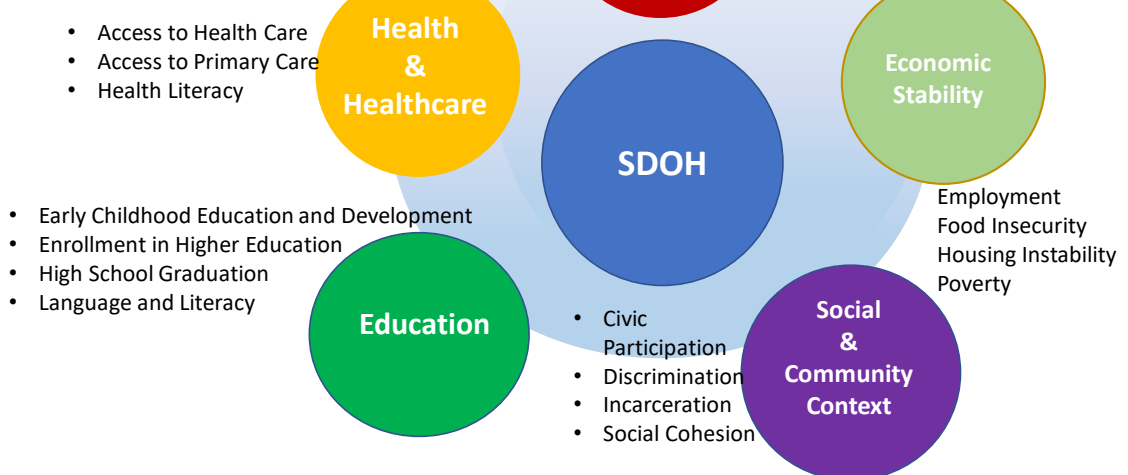 • Access to Health Care
• Access to Primary Care
• Health Literacy
Health
&
Healthcare
Economic
Stability
SDOH
Employment
Food Insecurity
Housing Instability
Poverty
• Early Childhood Education and Development
• Enrollment in Higher Education
• High School Graduation
• Language and Literacy
Education
• Civic
Participation
• Discrimination
• Incarceration
• Social Cohesion
Social
&
Community
Context